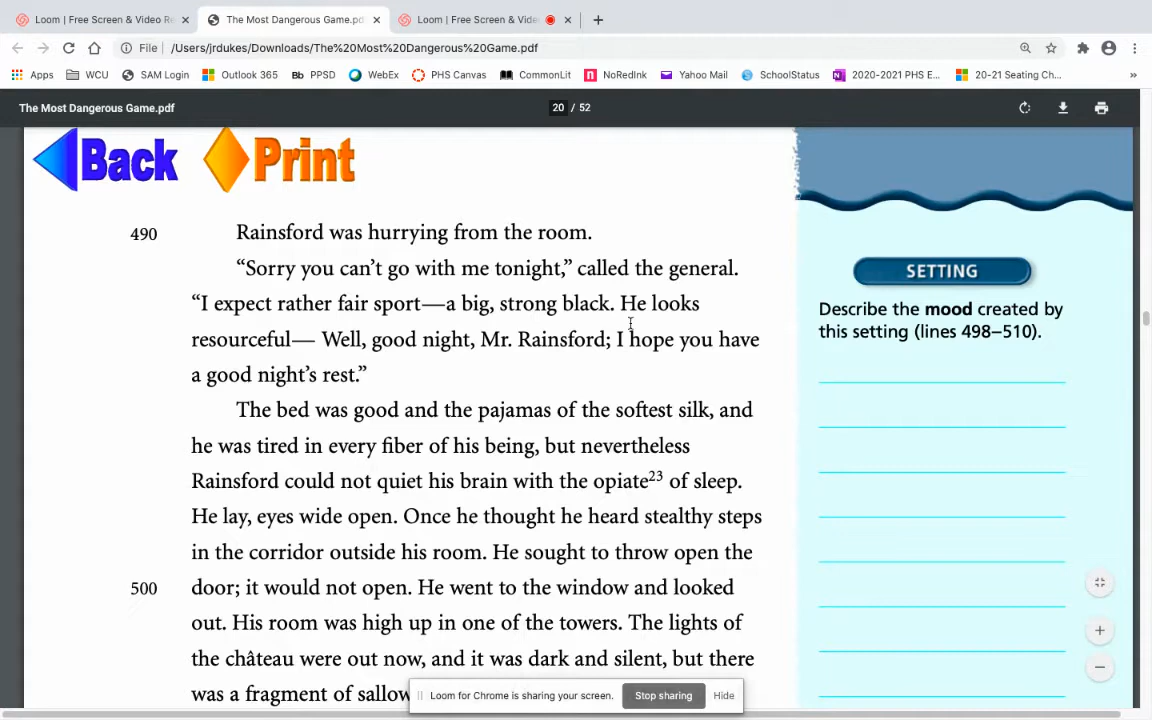 Loom | Free Screen & Video Re
The Most Dangerous Game.pd
Loom | Free Screen & Vide
File
/Users/jrdukes/Downloads/The%20Most%20Dangerous%20Game.pdf
Apps
WCU
SAM Login
Outlook 365
Bb PPSD
WebEx
PHS Canvas
CommonLit
NoRedInk
Yahoo Mail
SchoolStatus
2020-2021 PHS E...
20-21 Seating Ch...
»
The Most Dangerous Game.pdf
20 / 52
Back
Print
490 Rainsford was hurrying from the room.
“Sorry you can’t go with me tonight,” called the general.
“I expect rather fair sport—a big, strong black. He looks
resourceful— Well, good night, Mr. Rainsford; I hope you have
a good night’s rest.”
The bed was good and the pajamas of the softest silk, and
he was tired in every fiber of his being, but nevertheless
Rainsford could not quiet his brain with the opiate23 of sleep.
He lay, eyes wide open. Once he thought he heard stealthy steps
in the corridor outside his room. He sought to throw open the
500 door; it would not open. He went to the window and looked
out. His room was high up in one of the towers. The lights of
the château were out now, and it was dark and silent, but there
was a fragment of sallow
SETTING
Describe the mood created by
this setting (lines 498–510).
Loom for Chrome is sharing your screen.
Stop sharing
Hide